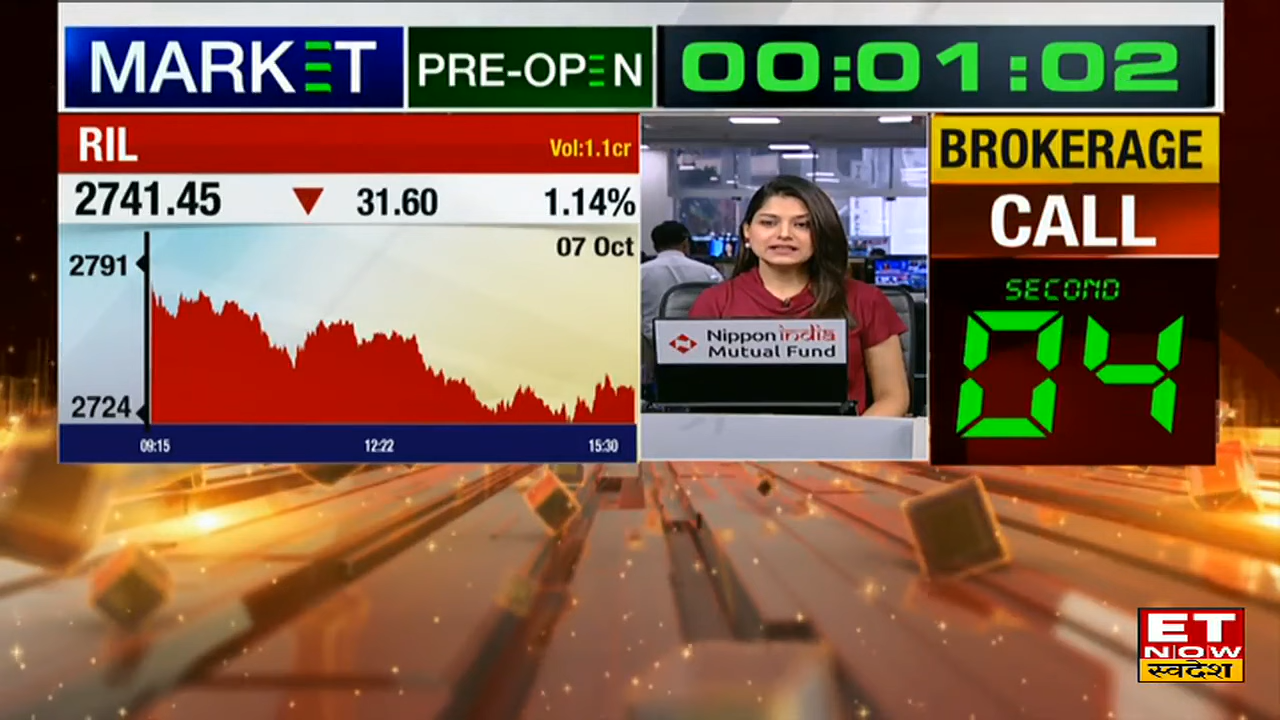 MARKET
PRE-OPEN
00:01:02
RIL
Vol:1.1cr
2741.45
31.60
1.14%
07 Oct
2791
2724
09:15
12:22
15:30
Nippon india
Mutual Fund
BROKERAGE
CALL
SECOND
04
ET
NOW
स्वदेश